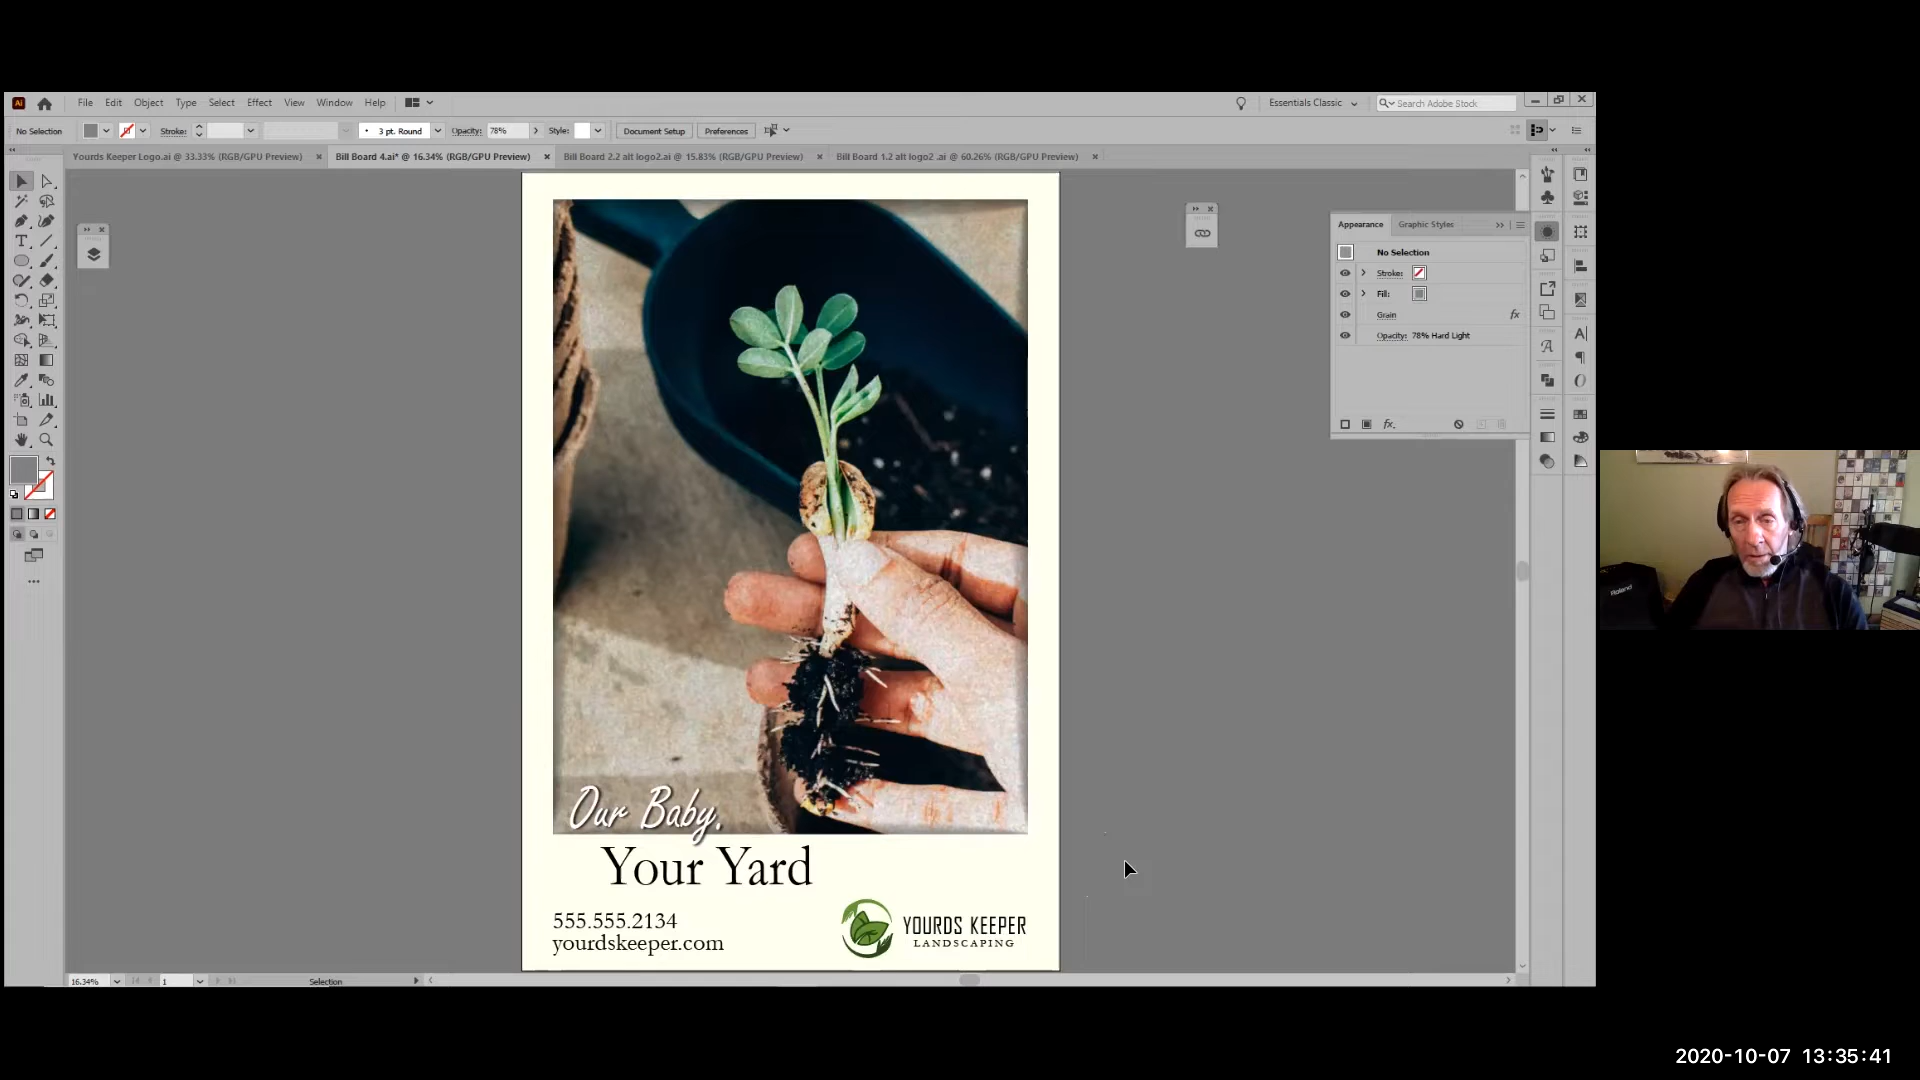 File Edit Object Type Select Effect View Window Help
Essentials Classic
Search Adobe Stock
No Selection
Stroke:
3 pt. Round
Opacity: 78%
Style:
Document Setup
Preferences
Yourds Keeper Logo.ai @ 33.33% (RGB/GPU Preview)
Bill Board 4.ai* @ 16.34% (RGB/GPU Preview)
Bill Board 2.2 alt logo2.ai @ 15.83% (RGB/GPU Preview)
Bill Board 1.2 alt logo2 .ai @ 60.26% (RGB/GPU Preview)
Appearance
Graphic Styles
No Selection
Stroke:
Fill:
Grain
Opacity: 78% Hard Light
Our Baby.
Your Yard
555.555.2134
yourdskeeper.com
YOURDS KEEPER
LANDSCAPING
16.34%
1
Selection
Roland
2020-10-07 13:35:41